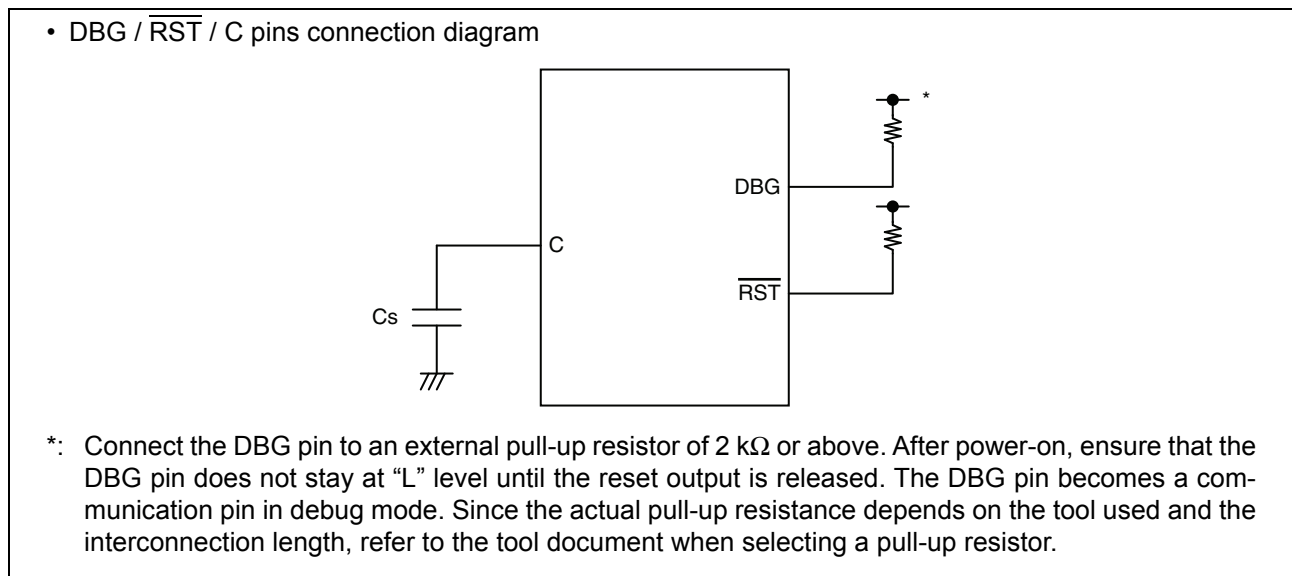 • DBG / R̅S̅T̅ / C pins connection diagram
*
DBG
C
R̅S̅T̅
Cs
*: Connect the DBG pin to an external pull-up resistor of 2 kΩ or above. After power-on, ensure that the
DBG pin does not stay at “L” level until the reset output is released. The DBG pin becomes a com-
munication pin in debug mode. Since the actual pull-up resistance depends on the tool used and the
interconnection length, refer to the tool document when selecting a pull-up resistor.